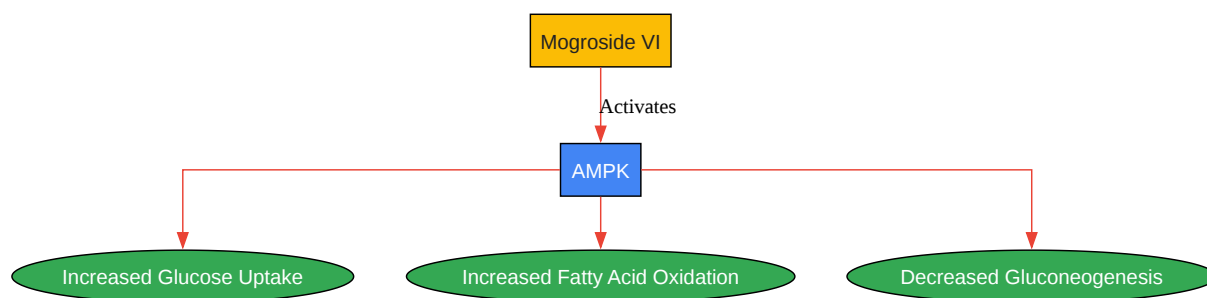 Mogroside VI
Activates
AMPK
Increased Glucose Uptake
Increased Fatty Acid Oxidation
Decreased Gluconeogenesis